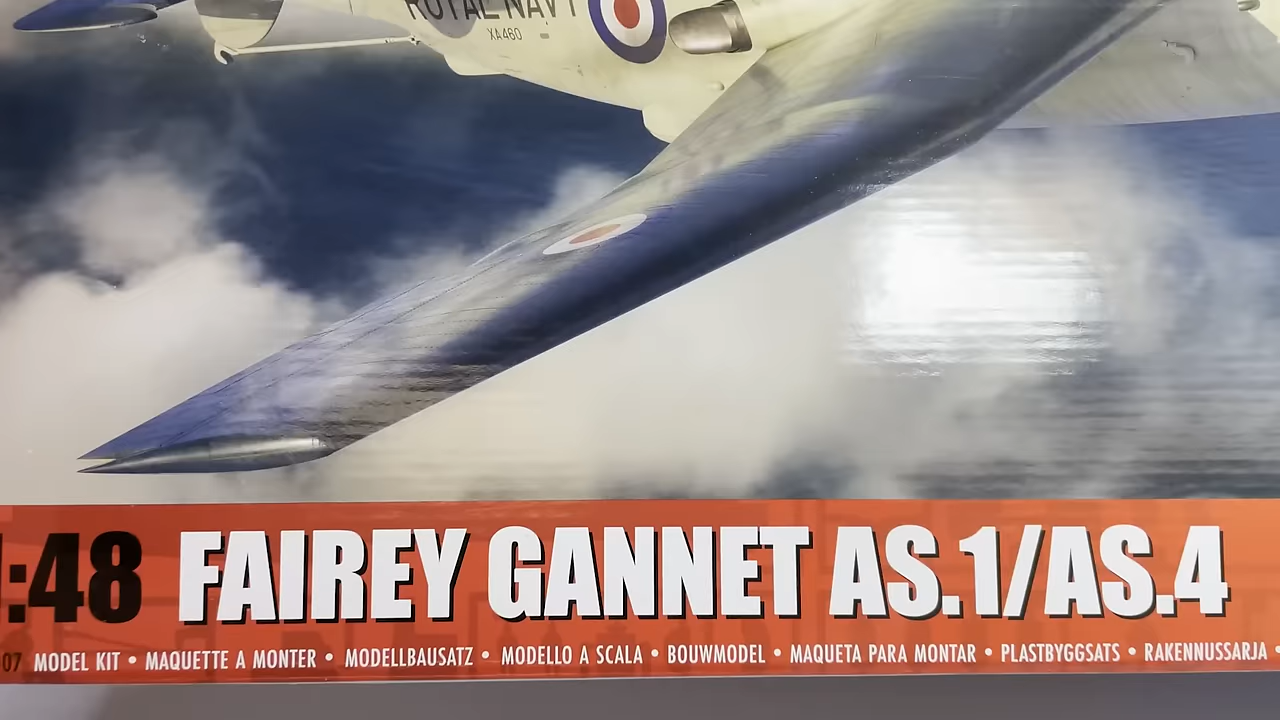 ROYAL NAVY
XA460
1:48 FAIREY GANNET AS.1/AS.4
07 MODEL KIT • MAQUETTE A MONTER • MODELLBAUSATZ • MODELLO A SCALA • BOUWMODEL • MAQUETA PARA MONTAR • PLASTBYGGSATS • RAKENNUSSARJA •